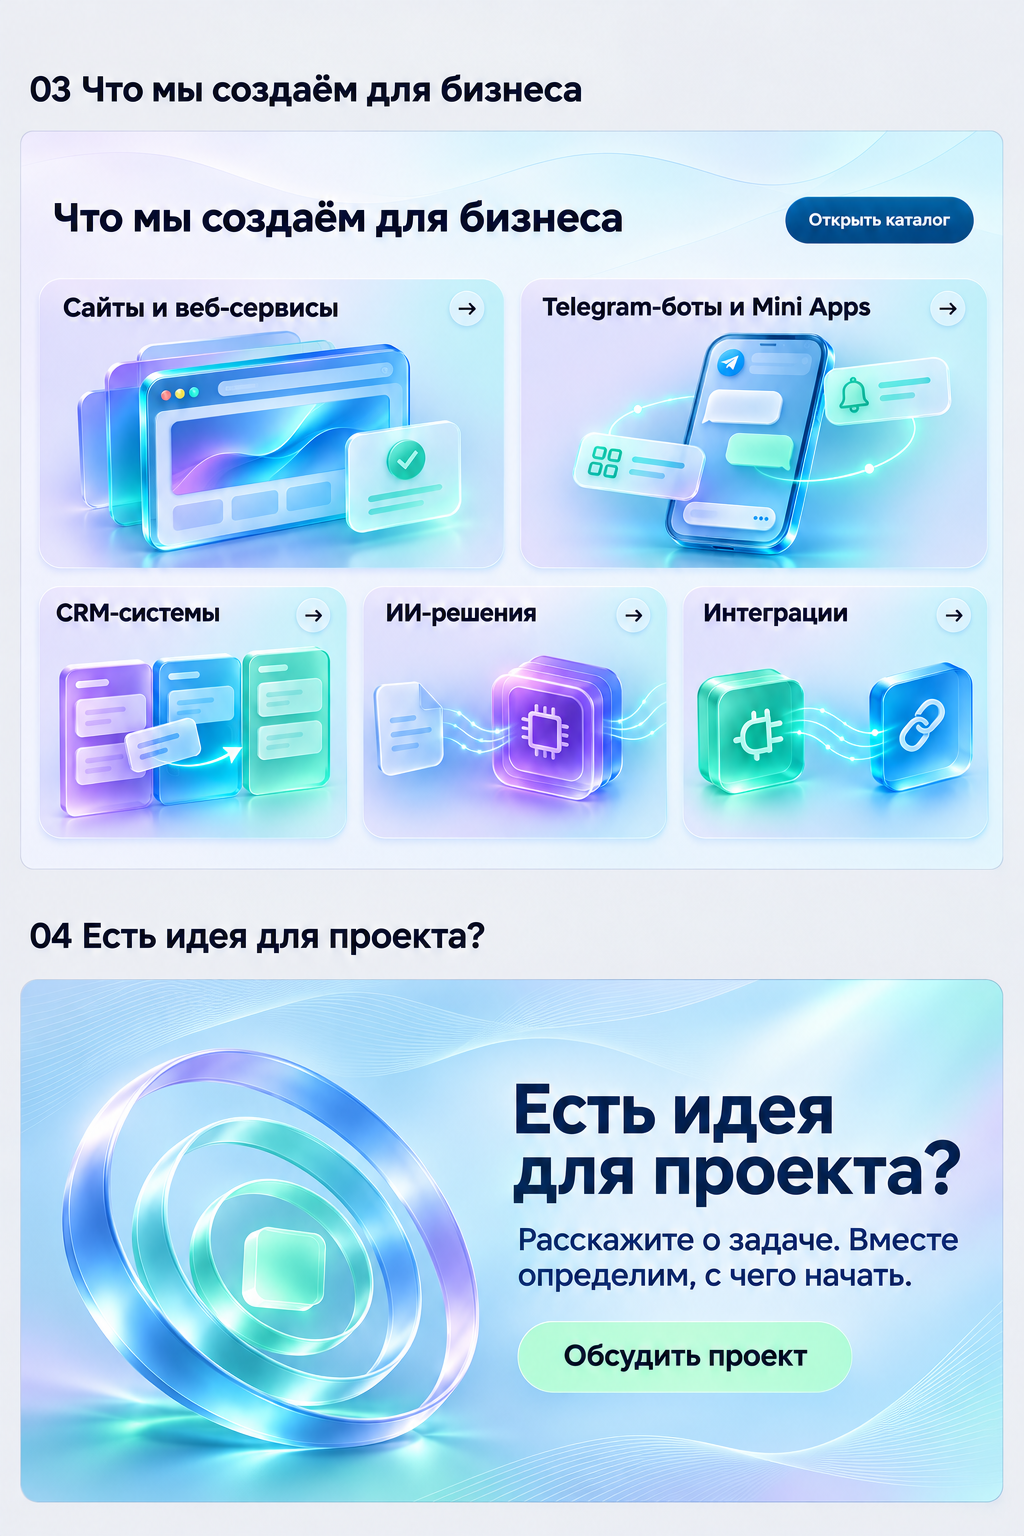 03 Что мы создаём для бизнеса
Что мы создаём для бизнеса
Открыть каталог
Сайты и веб-сервисы
Telegram-боты и Mini Apps
CRM-системы
ИИ-решения
Интеграции
04 Есть идея для проекта?
Есть идея
для проекта?
Расскажите о задаче. Вместе
определим, с чего начать.
Обсудить проект